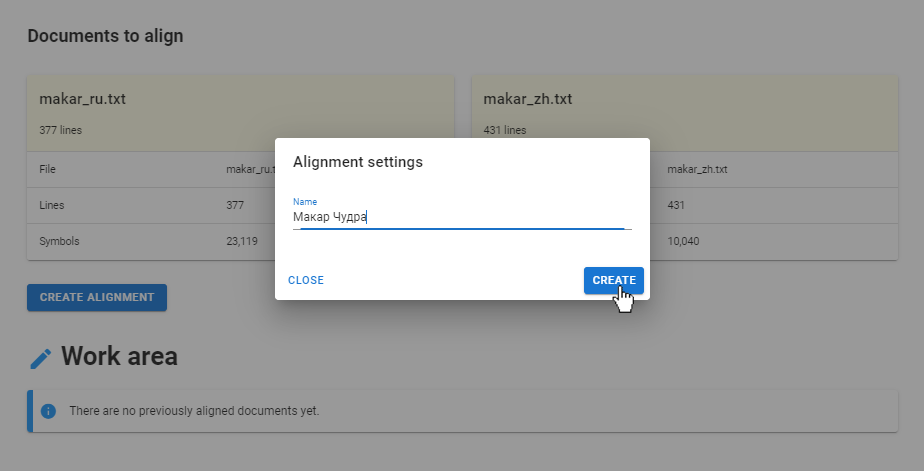 Documents to align
makar_ru.txt
377 lines
File makar_ru.t
Lines 377
Symbols 23,119
makar_zh.txt
431 lines
makar_zh.txt
431
10,040
Alignment settings
Name
Макар Чудра
CLOSE CREATE
CREATE ALIGNMENT
Work area
There are no previously aligned documents yet.